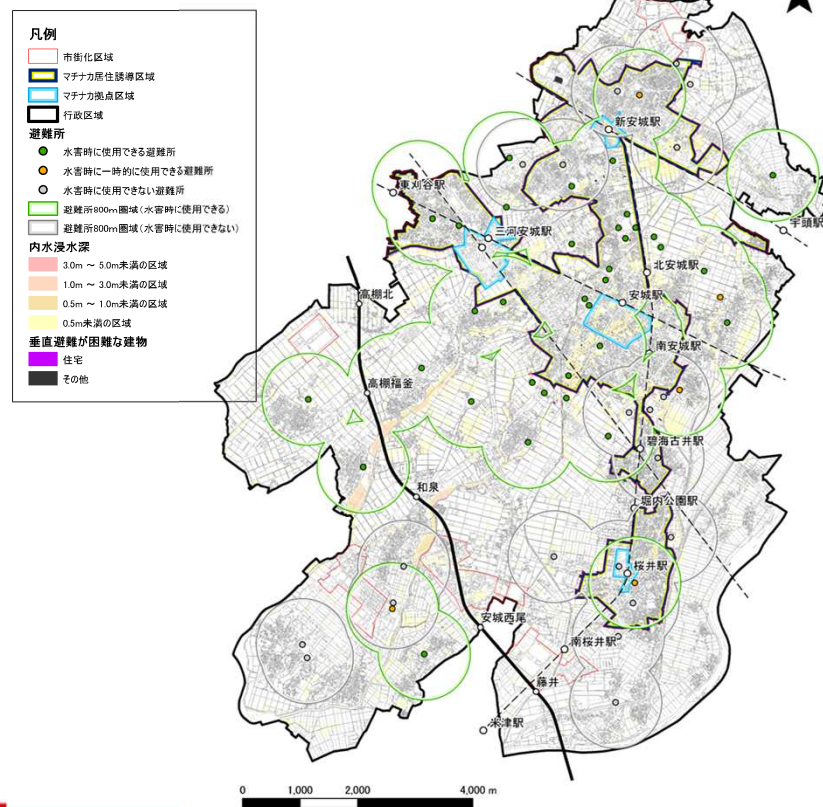 凡例
市街化区域
マチナカ居住誘導区域
マチナカ拠点区域
行政区域
避難所
水害時に使用できる避難所
水害時に一時的に使用できる避難所
水害時に使用できない避難所
避難所800m圏域(水害時に使用できる)
避難所800m圏域(水害時に使用できない)
内水浸水深
3.0m ～ 5.0m未満の区域
1.0m ～ 3.0m未満の区域
0.5m ～ 1.0m未満の区域
0.5m未満の区域
垂直避難が困難な建物
住宅
その他
新安城駅
東刈谷駅
宇頭駅
三河安城駅
北安城駅
高棚北
安城駅
南安城駅
高棚福釜
碧海古井駅
和泉
堀内公園駅
桜井駅
安城西尾
南桜井駅
藤井
米津駅
0 1,000 2,000 4,000 m